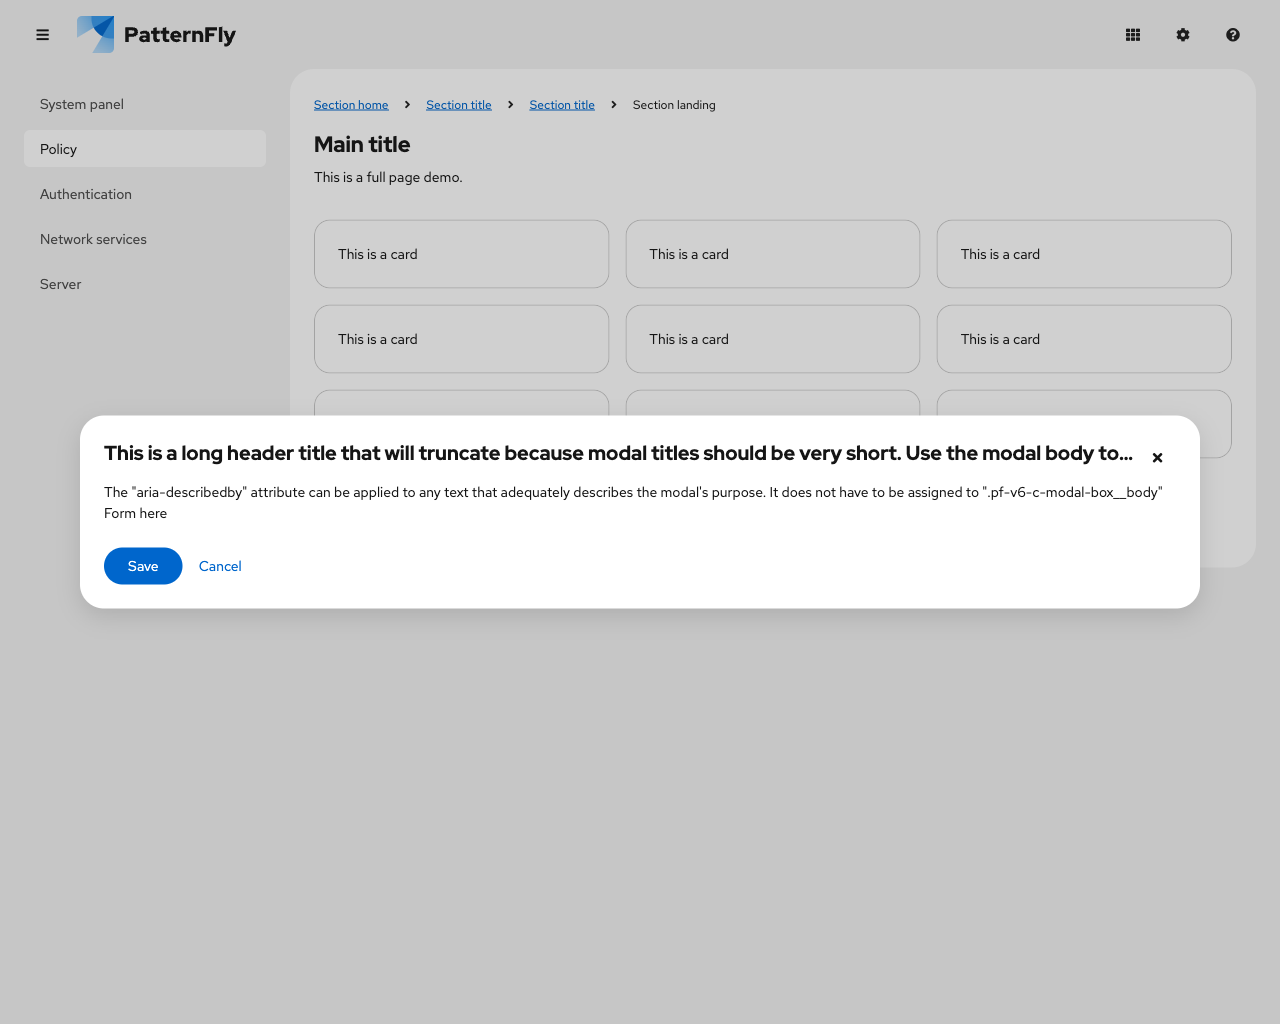 PatternFly
System panel
Policy
Authentication
Network services
Server
Section home
Section title
Section title
Section landing
Main title
This is a full page demo.
This is a card
This is a card
This is a card
This is a card
This is a card
This is a card
This is a long header title that will truncate because modal titles should be very short. Use the modal body to...
The "aria-describedby" attribute can be applied to any text that adequately describes the modal's purpose. It does not have to be assigned to ".pf-v6-c-modal-box__body"
Form here
Save
Cancel